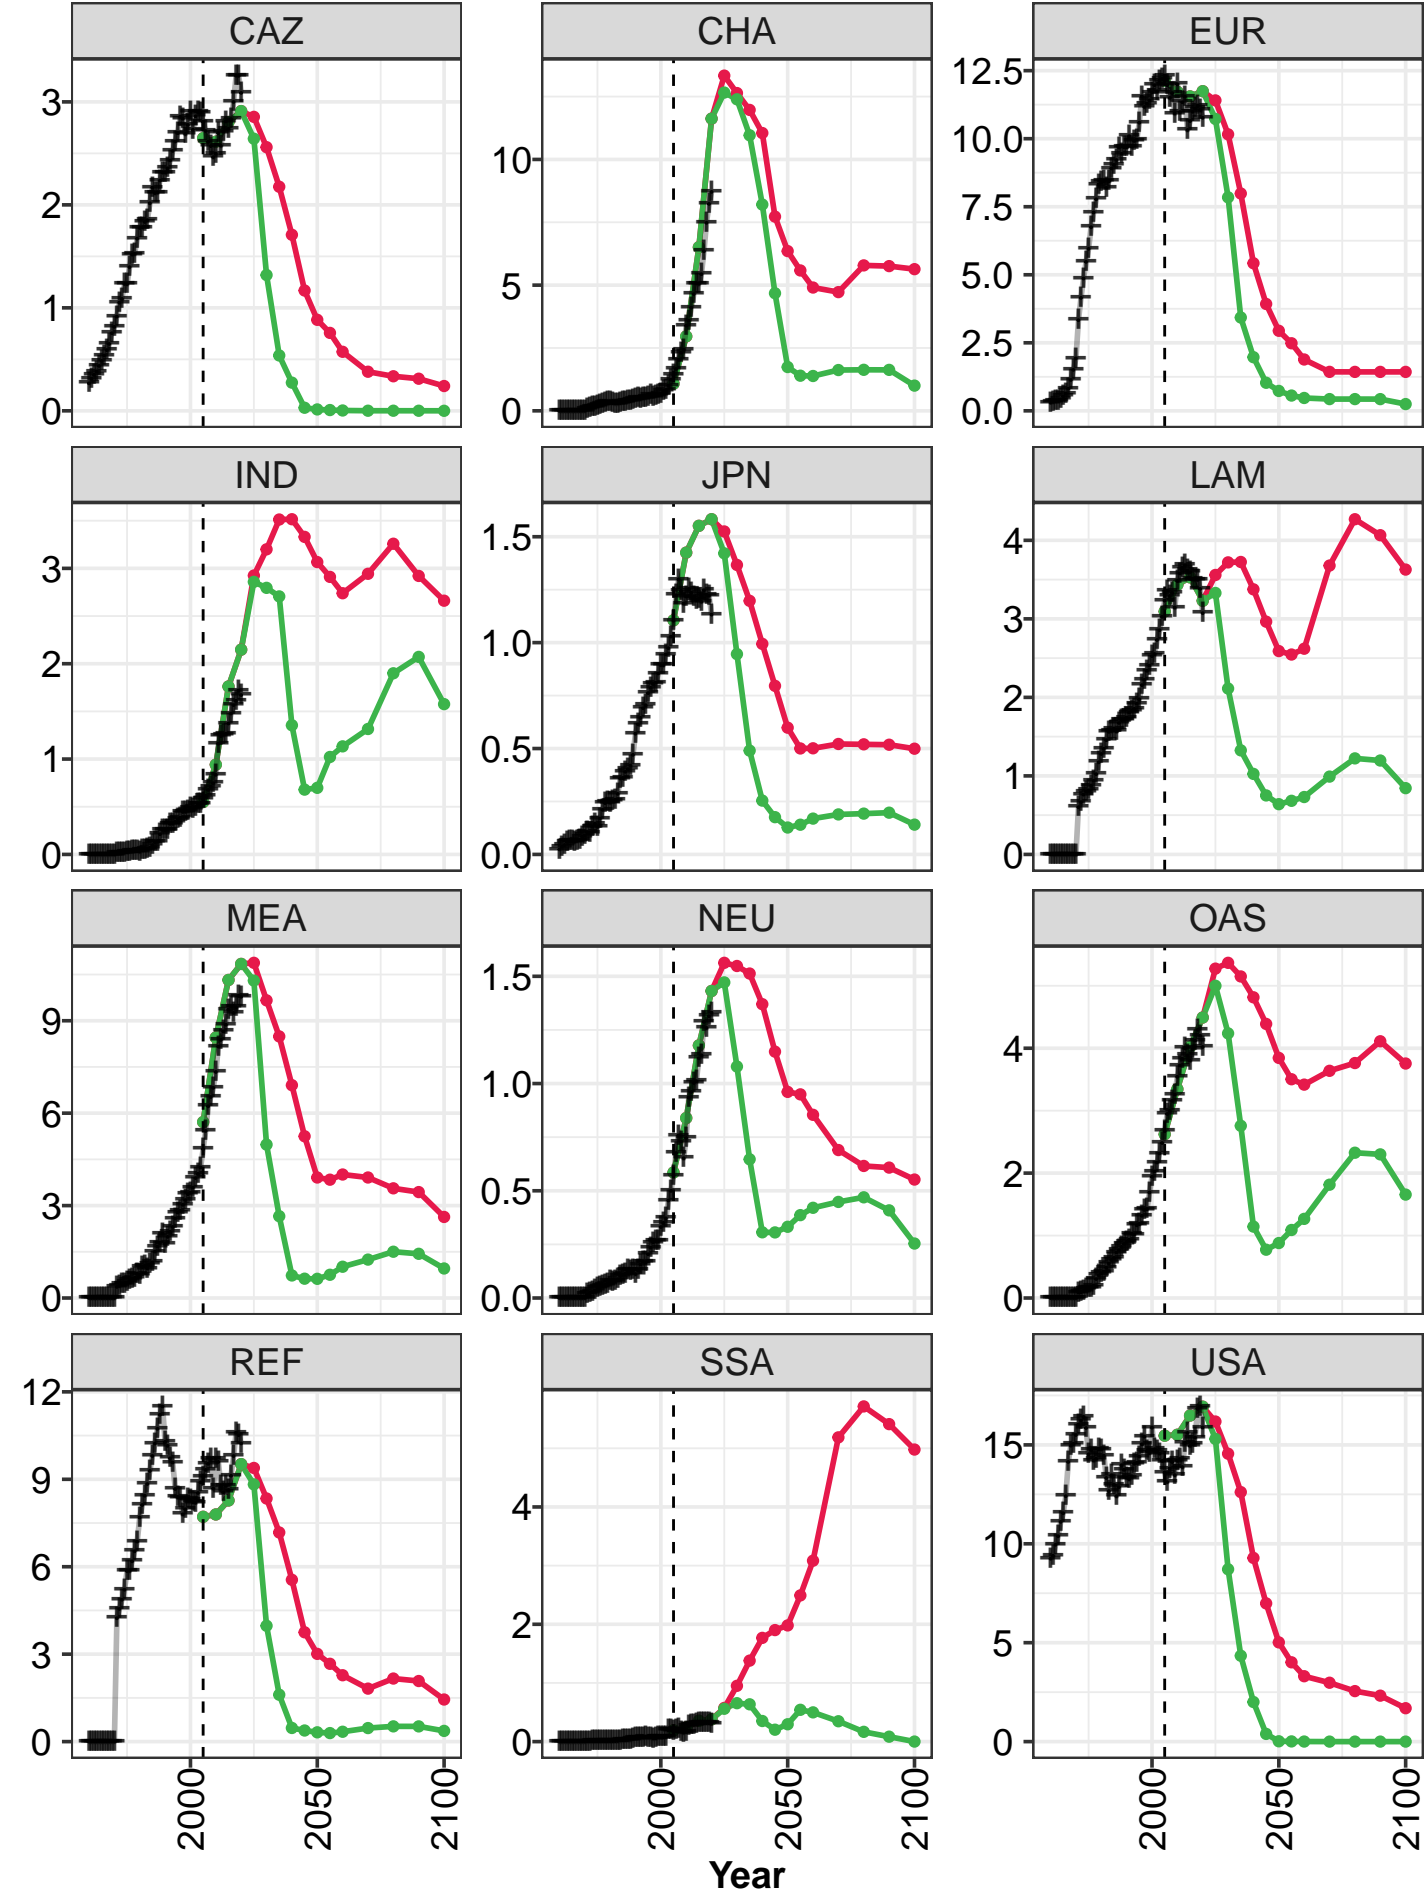 CAZ CHA EUR
3 2 1 0
10 5 0
12.5 10.0 7.5 5.0 2.5 0.0
IND JPN LAM
3 2 1 0
1.5 1.0 0.5 0.0
4 3 2 1 0
MEA NEU OAS
9 6 3 0
1.5 1.0 0.5 0.0
4 2 0
REF SSA USA
12 9 6 3 0
4 2 0
15 10 5 0
2000 2050 2100 2000 2050 2100 2000 2050 2100
Year